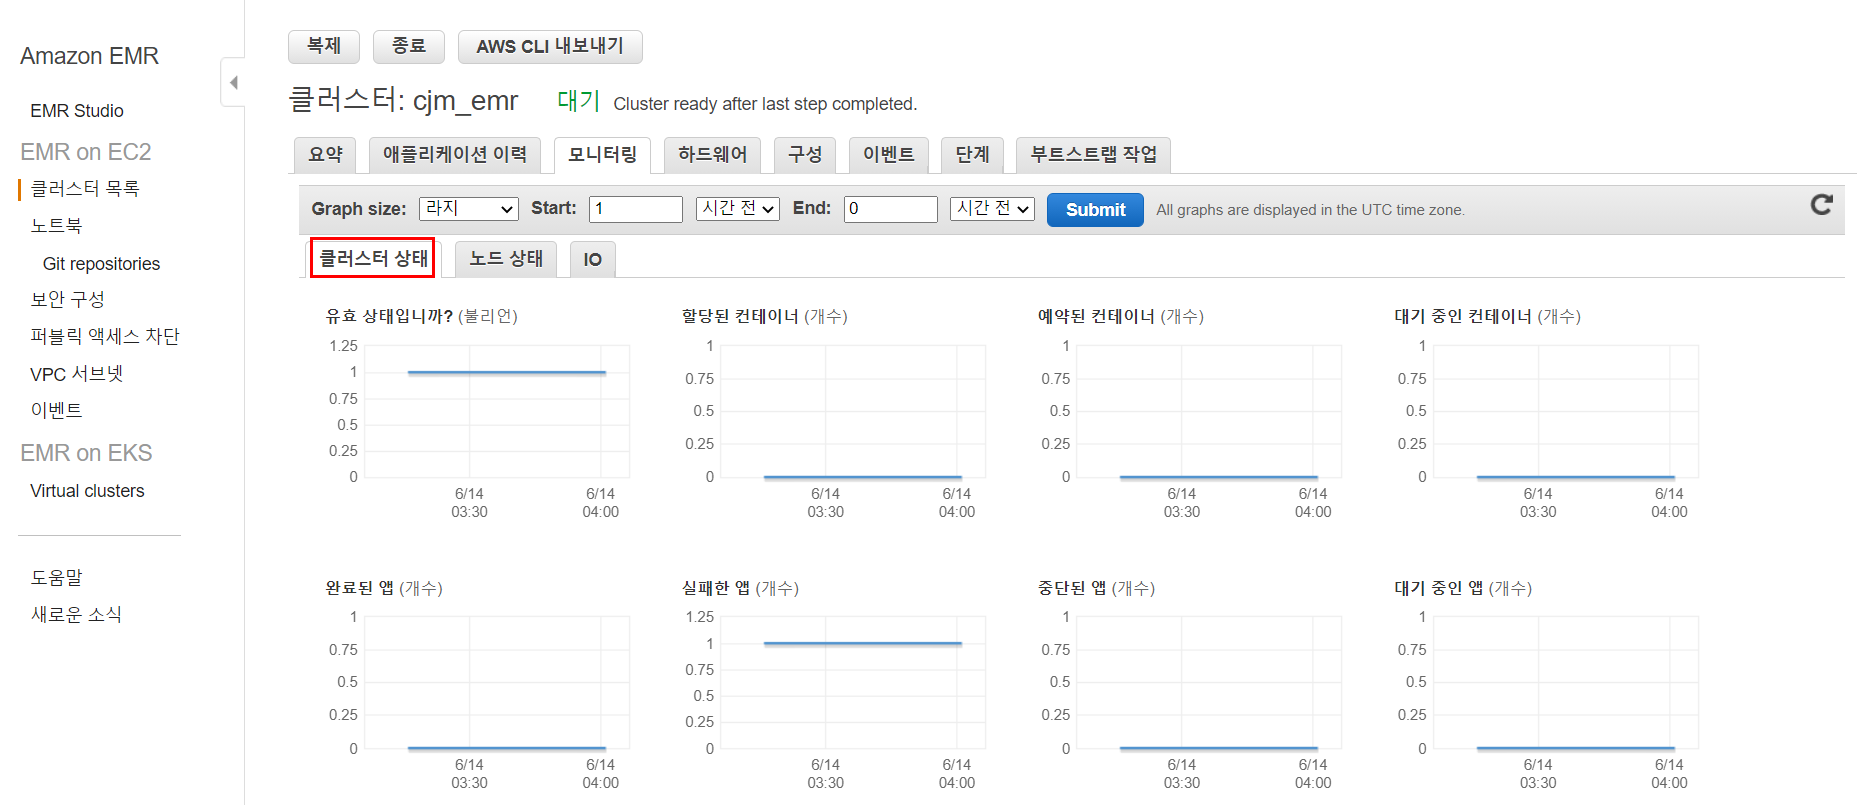 Amazon EMR
EMR Studio
EMR on EC2
클러스터 목록
노트북
Git repositories
보안 구성
퍼블릭 액세스 차단
VPC 서브넷
이벤트
EMR on EKS
Virtual clusters
도움말
새로운 소식
복제 종료 AWS CLI 내보내기
클러스터: cjm_emr 대기 Cluster ready after last step completed.
요약 애플리케이션 이력 모니터링 하드웨어 구성 이벤트 단계 부트스트랩 작업
Graph size: 라지 Start: 1 시간 전 End: 0 시간 전 Submit All graphs are displayed in the UTC time zone.
클러스터 상태 노드 상태 IO
유효 상태입니까? (불리언)
1.25
1
0.75
0.5
0.25
0
6/14 6/14
03:30 04:00
할당된 컨테이너 (개수)
1
0.75
0.5
0.25
0
6/14 6/14
03:30 04:00
예약된 컨테이너 (개수)
1
0.75
0.5
0.25
0
6/14 6/14
03:30 04:00
대기 중인 컨테이너 (개수)
1
0.75
0.5
0.25
0
6/14 6/14
03:30 04:00
완료된 앱 (개수)
1
0.75
0.5
0.25
0
6/14 6/14
03:30 04:00
실패한 앱 (개수)
1.25
1
0.75
0.5
0.25
0
6/14 6/14
03:30 04:00
중단된 앱 (개수)
1
0.75
0.5
0.25
0
6/14 6/14
03:30 04:00
대기 중인 앱 (개수)
1
0.75
0.5
0.25
0
6/14 6/14
03:30 04:00